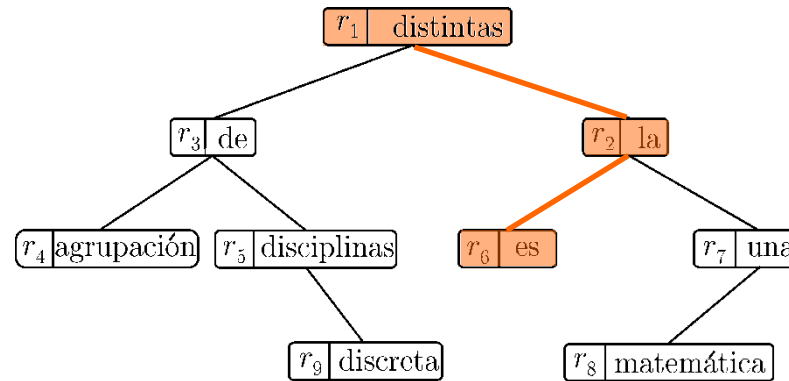 r₁ distintas
r₃ de r₂ la
r₄ agrupación r₅ disciplinas r₆ es r₇ una
r₉ discreta r₈ matemática